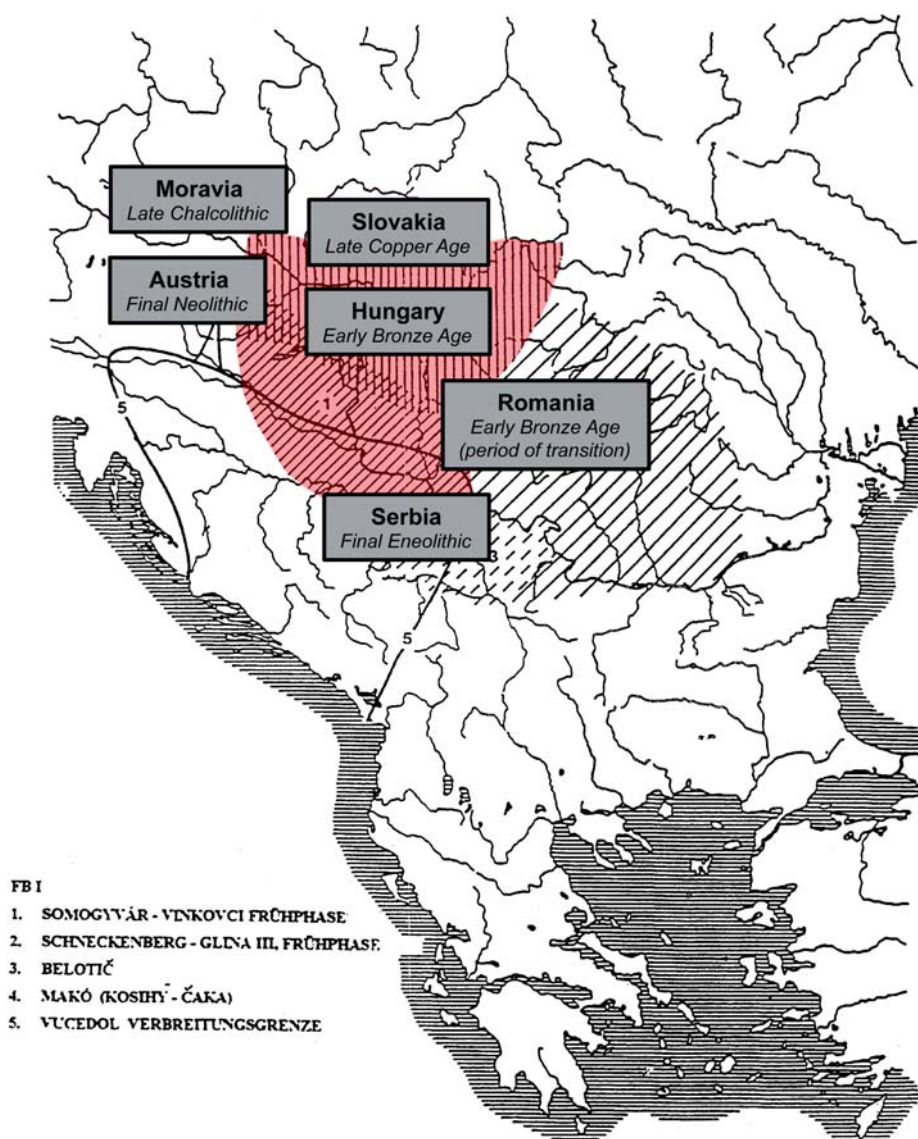 Moravia
Late Chalcolithic
Slovakia
Late Copper Age
Austria
Final Neolithic
Hungary
Early Bronze Age
1
5
Romania
Early Bronze Age
(period of transition)
Serbia
Final Eneolithic
3
5
FB I
1. SOMOGYVÁR - VINKOVCI FRÜHPHASE
2. SCHNECKENBERG - GLINA III, FRÜHPHASE
3. BELOTIČ
4. MAKÓ (KOSIHY - ČAKA)
5. VUCEDOL VERBREITUNGSGRENZE